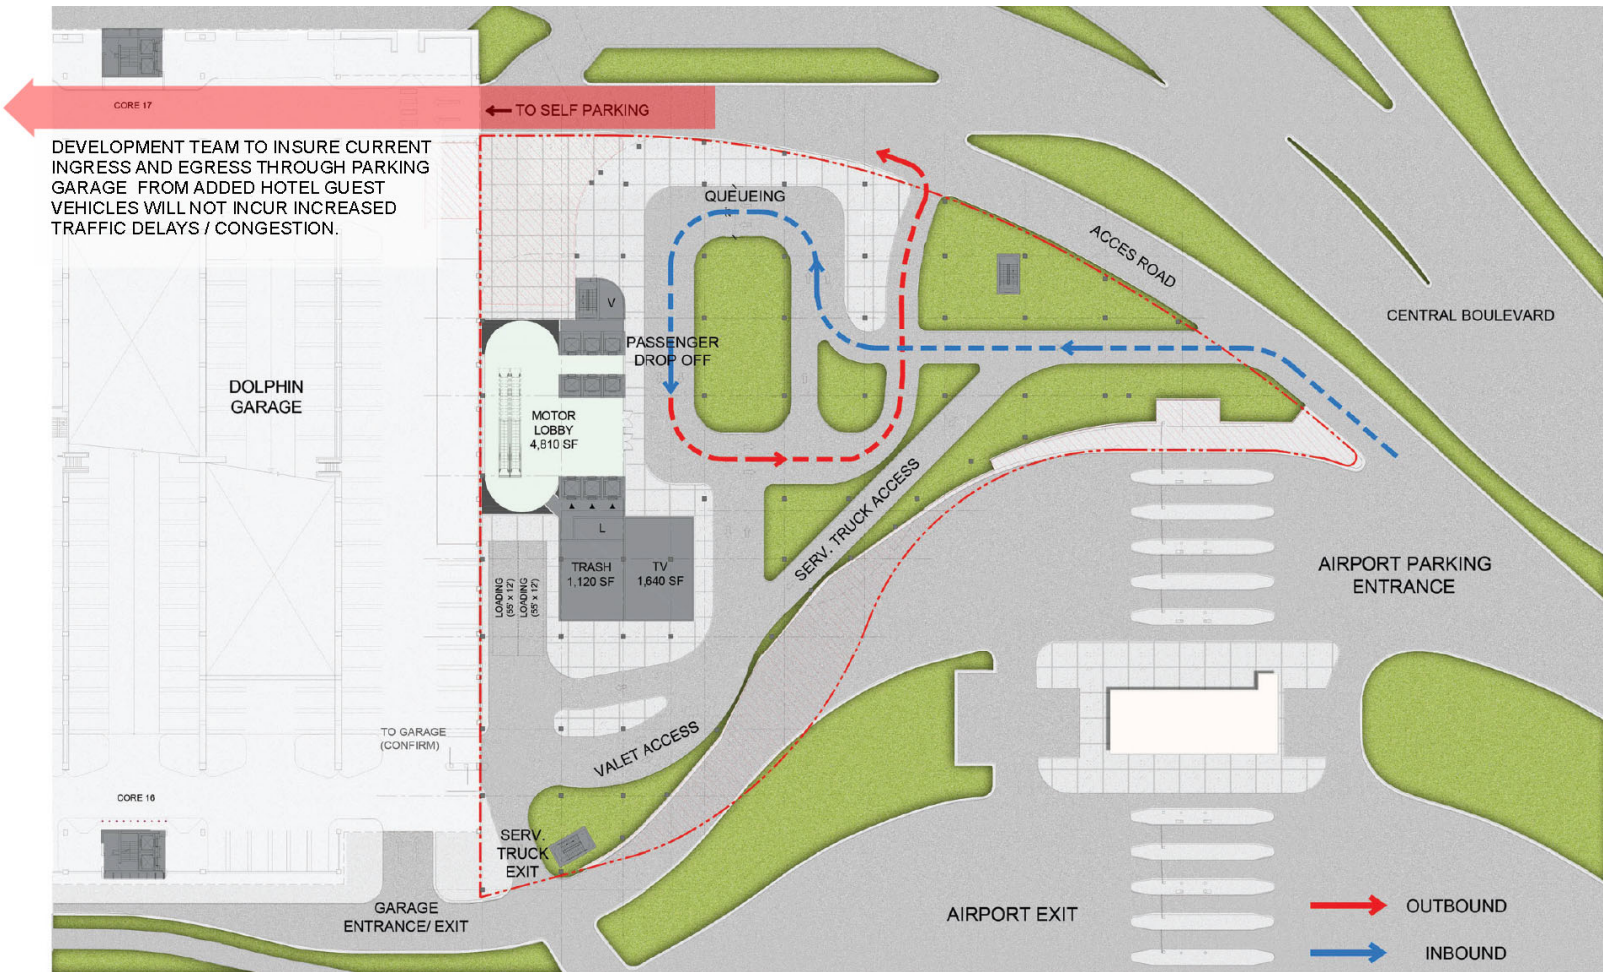 CORE 17
TO SELF PARKING
DEVELOPMENT TEAM TO INSURE CURRENT
INGRESS AND EGRESS THROUGH PARKING
GARAGE FROM ADDED HOTEL GUEST
VEHICLES WILL NOT INCUR INCREASED
TRAFFIC DELAYS / CONGESTION.
QUEUEING
ACCES ROAD
CENTRAL BOULEVARD
V
PASSENGER
DROP OFF
DOLPHIN
GARAGE
MOTOR
LOBBY
4,810 SF
SERV. TRUCK ACCESS
L
TRASH
1,120 SF
TV
1,640 SF
LOADING
(55' x 12')
LOADING
(55' x 12')
AIRPORT PARKING
ENTRANCE
TO GARAGE
(CONFIRM)
VALET ACCESS
CORE 16
SERV.
TRUCK
EXIT
GARAGE
ENTRANCE/ EXIT
AIRPORT EXIT
OUTBOUND
INBOUND